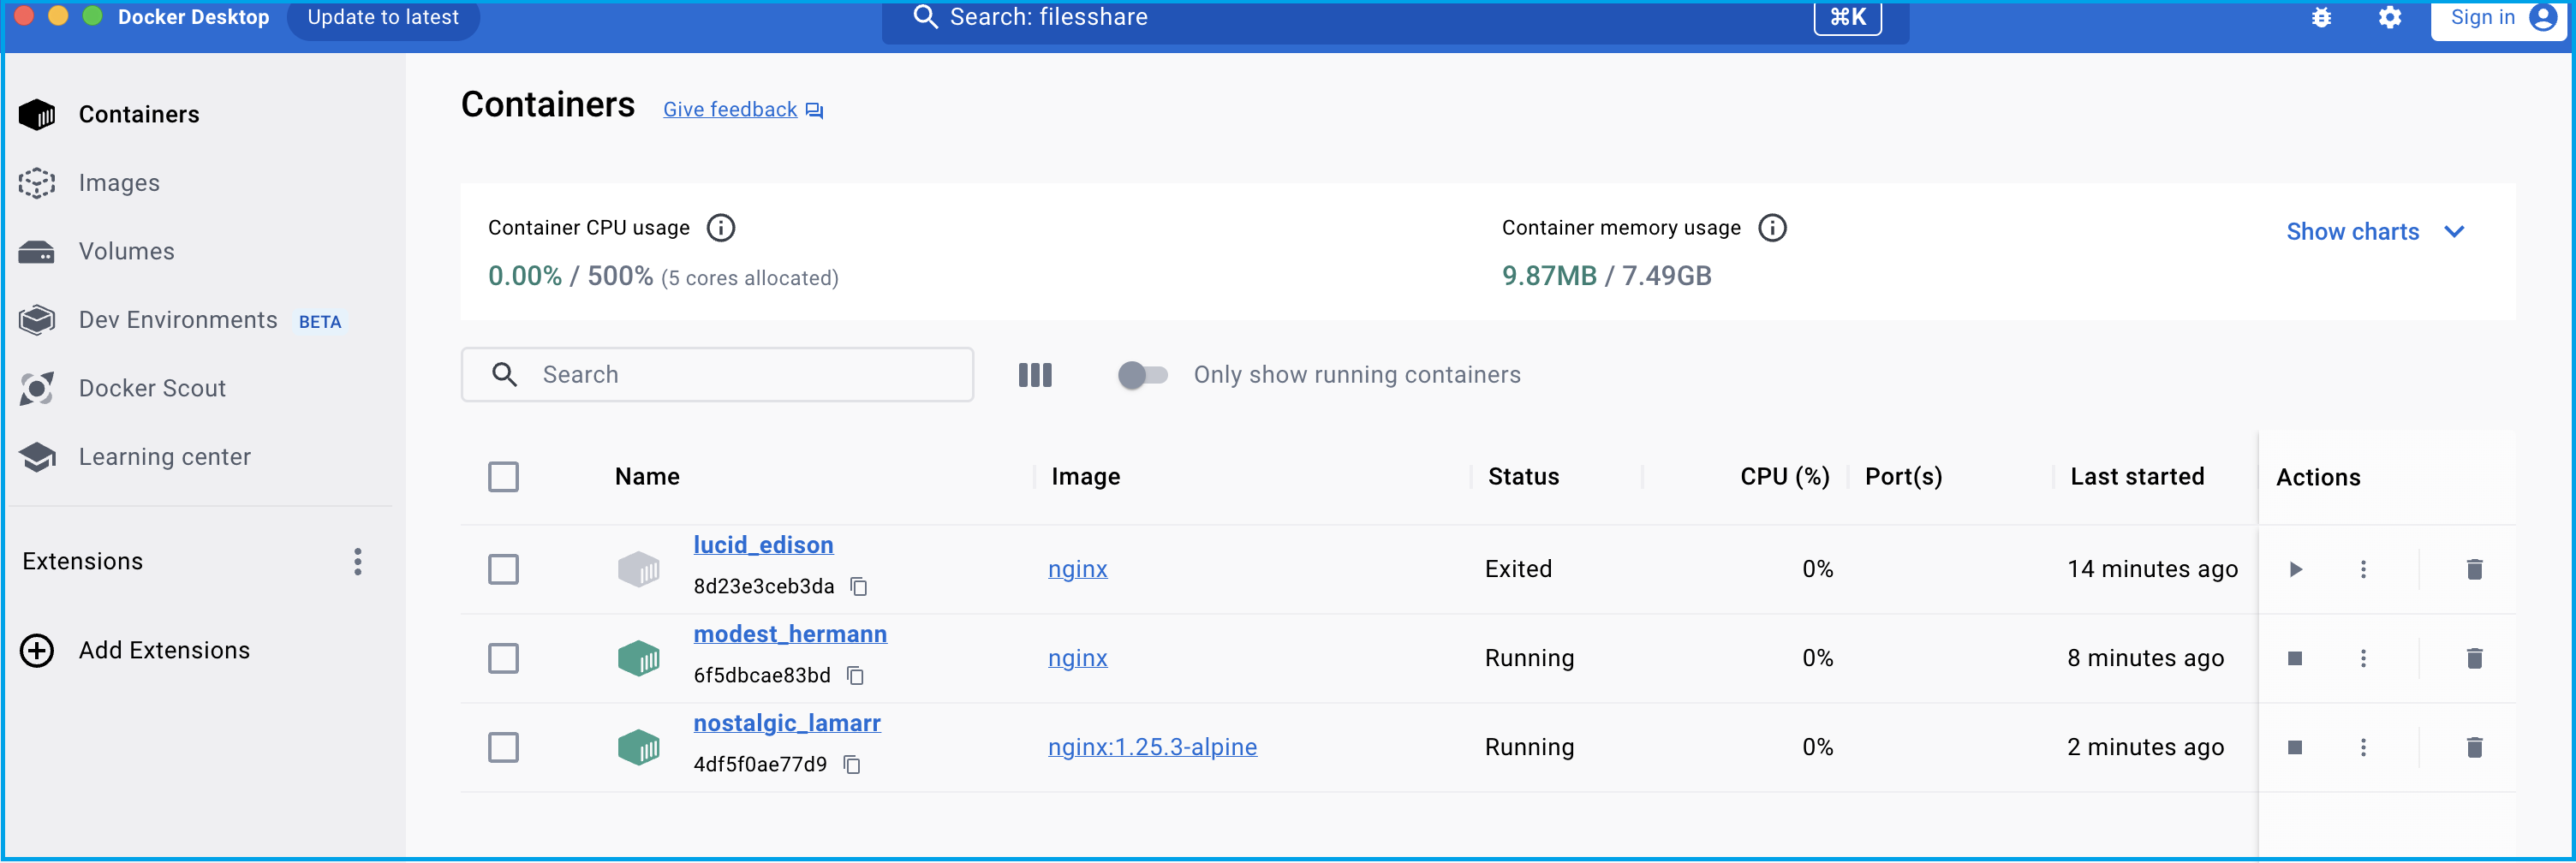 Docker Desktop Update to latest Search: filesshare ⌘K Sign in
Containers
Images
Volumes
Dev Environments BETA
Docker Scout
Learning center
Extensions
Add Extensions
Containers Give feedback
Container CPU usage
0.00% / 500% (5 cores allocated)
Container memory usage
9.87MB / 7.49GB
Show charts
Search Only show running containers
Name Image Status CPU (%) Port(s) Last started Actions
lucid_edison
8d23e3ceb3da
nginx Exited 0% 14 minutes ago
modest_hermann
6f5dbcae83bd
nginx Running 0% 8 minutes ago
nostalgic_lamarr
4df5f0ae77d9
nginx:1.25.3-alpine Running 0% 2 minutes ago